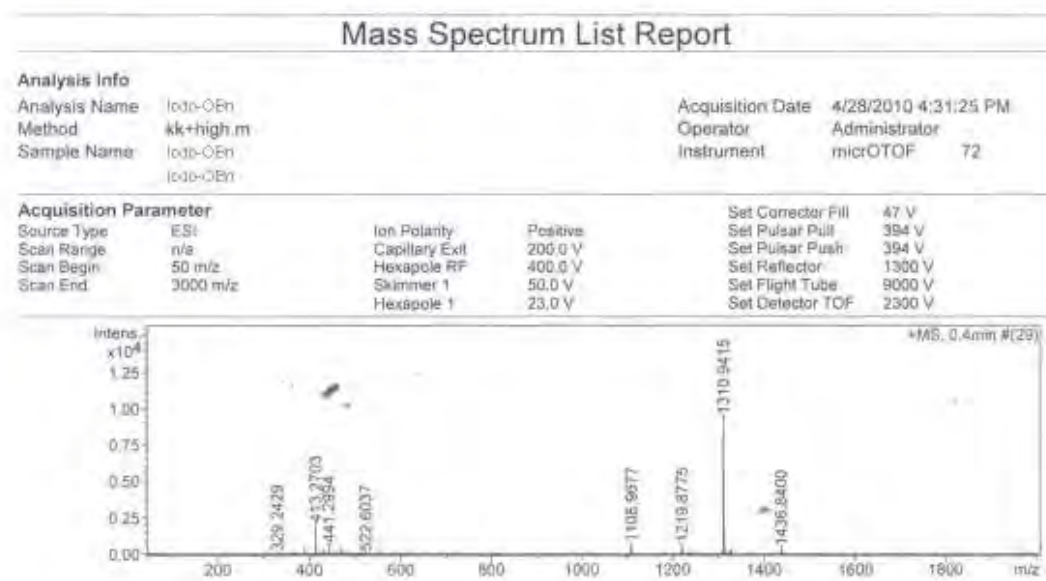 Mass Spectrum List Report
Analysis Info
Analysis Name Iodo-OBn Acquisition Date 4/28/2010 4:31:25 PM
Method kk+high.m Operator Administrator
Sample Name Iodo-OBn Instrument micrOTOF 72
Iodo-OBn
Acquisition Parameter Set Corrector Fill 47 V
Source Type ESI Ion Polarity Positive Set Pulsar Pull 394 V
Scan Range n/a Capillary Exit 200.0 V Set Pulsar Push 394 V
Scan Begin 50 m/z Hexapole RF 400.0 V Set Reflector 1300 V
Scan End 3000 m/z Skimmer 1 50.0 V Set Flight Tube 9000 V
Hexapole 1 23.0 V Set Detector TOF 2300 V
Intens. +MS, 0.4min #(29)
x10⁴
1.25
1.00
0.75
0.50
0.25
0.00
329.2429
413.2703
441.2994
522.6037
1219.8775
1310.9415
1436.8400
200 400 600 800 1000 1200 1400 1600 1800 m/z